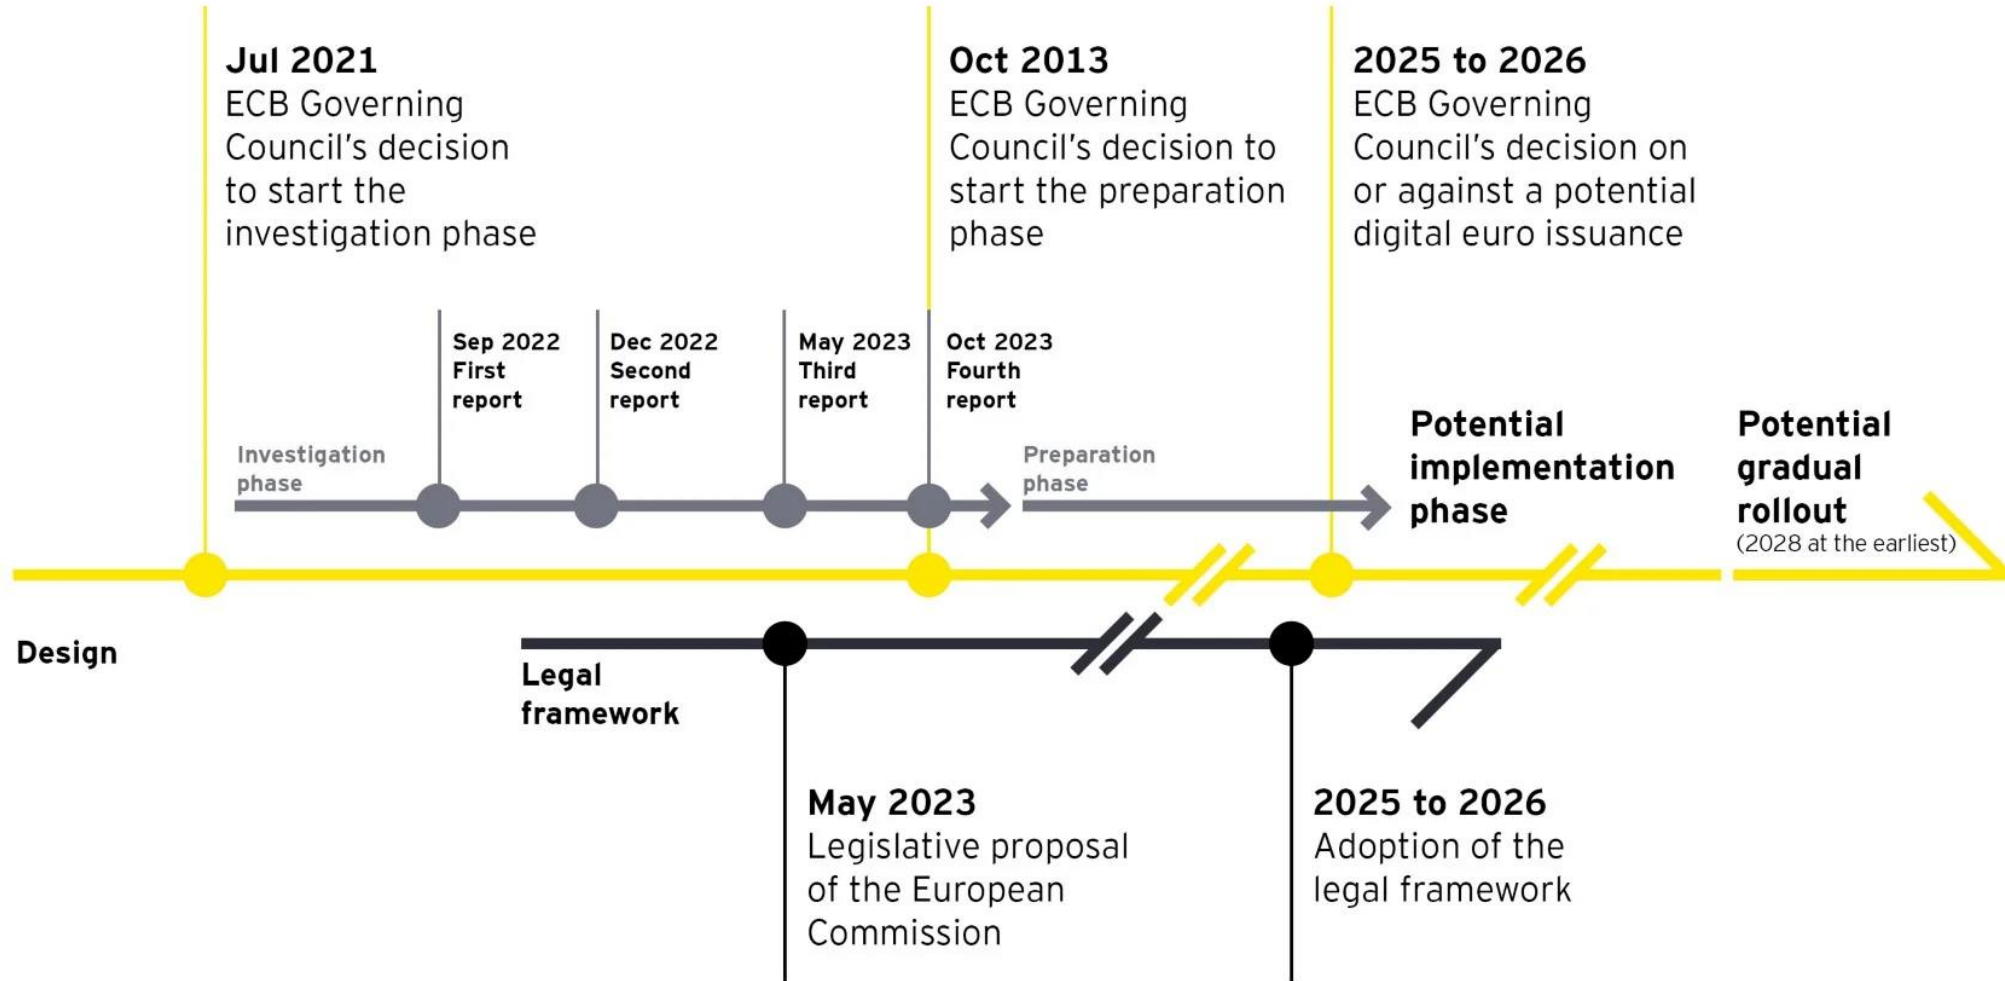 Jul 2021
ECB Governing
Council's decision
to start the
investigation phase
Oct 2013
ECB Governing
Council's decision to
start the preparation
phase
2025 to 2026
ECB Governing
Council's decision on
or against a potential
digital euro issuance
Sep 2022
First
report
Dec 2022
Second
report
May 2023
Third
report
Oct 2023
Fourth
report
Investigation
phase
Preparation
phase
Potential
implementation
phase
Potential
gradual
rollout
(2028 at the earliest)
Design
Legal
framework
May 2023
Legislative proposal
of the European
Commission
2025 to 2026
Adoption of the
legal framework